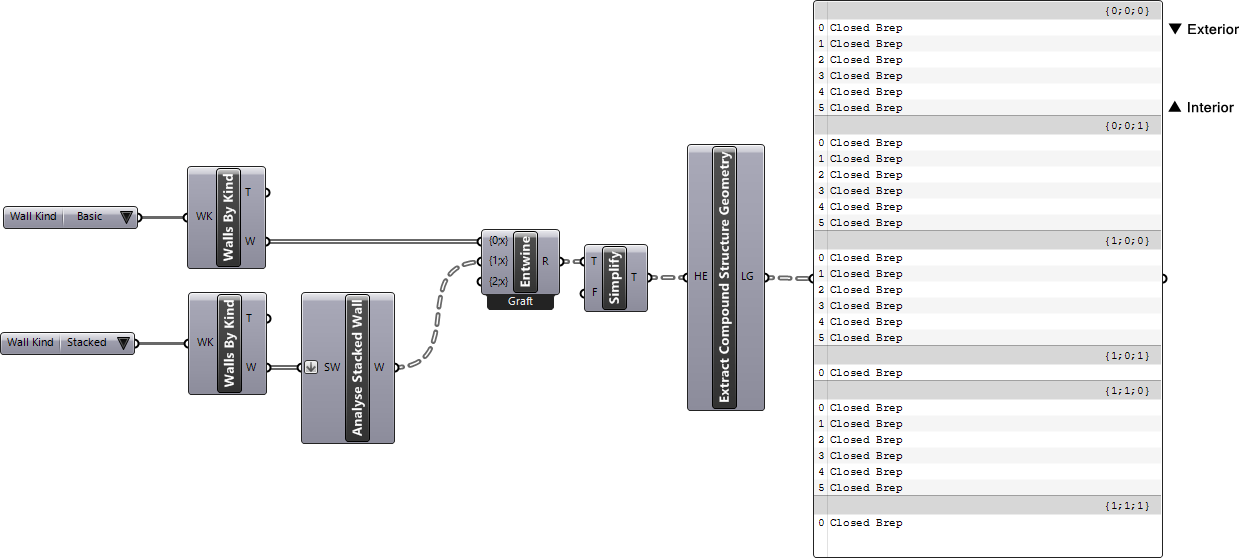 Wall Kind Basic
WK
Walls By Kind
T
W
Wall Kind Stacked
WK
Walls By Kind
T
W
SW
Analyse Stacked Wall
W
{0;x}
{1;x}
{2;x}
Entwine
R
Graft
T
F
Simplify
T
HE
Extract Compound Structure Geometry
LG
{0;0;0}
0 Closed Brep
1 Closed Brep
2 Closed Brep
3 Closed Brep
4 Closed Brep
5 Closed Brep
{0;0;1}
0 Closed Brep
1 Closed Brep
2 Closed Brep
3 Closed Brep
4 Closed Brep
5 Closed Brep
{1;0;0}
0 Closed Brep
1 Closed Brep
2 Closed Brep
3 Closed Brep
4 Closed Brep
5 Closed Brep
{1;0;1}
0 Closed Brep
{1;1;0}
0 Closed Brep
1 Closed Brep
2 Closed Brep
3 Closed Brep
4 Closed Brep
5 Closed Brep
{1;1;1}
0 Closed Brep
▼ Exterior
▲ Interior